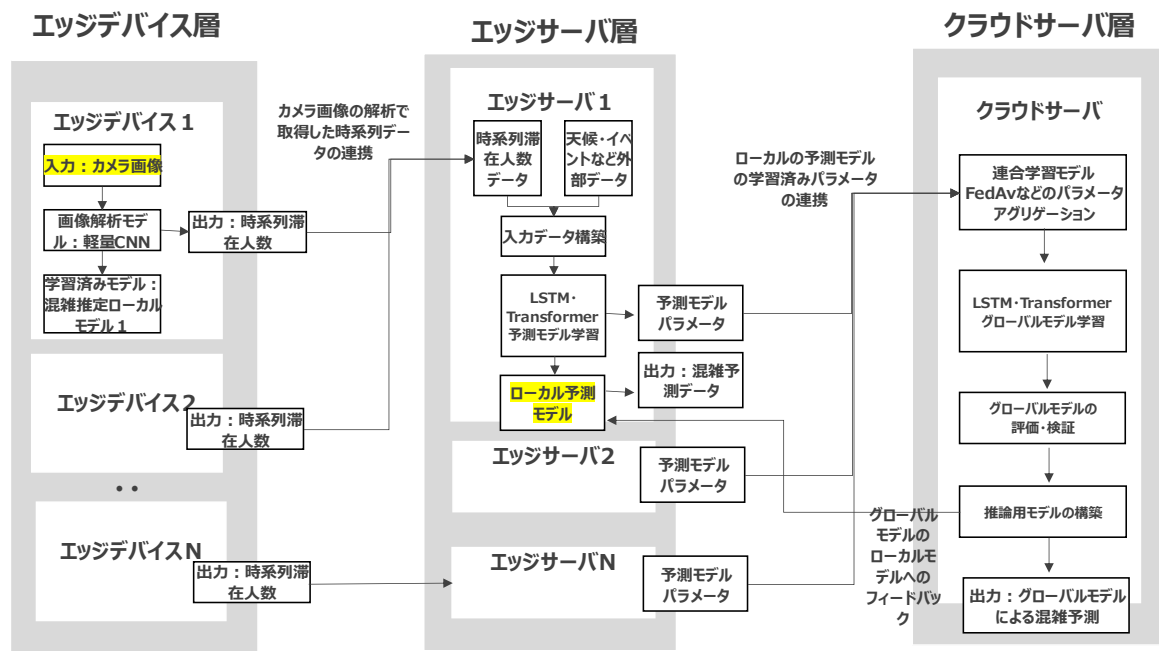 エッジデバイス層
エッジデバイス１
入力：カメラ画像
画像解析モデ
ル：軽量CNN
学習済みモデル：
混雑推定ローカル
モデル１
出力：時系列滞
在人数
エッジデバイス2
出力：時系列滞
在人数
・・
エッジデバイスN
出力：時系列滞
在人数
カメラ画像の解析で
取得した時系列デー
タの連携
エッジサーバ層
エッジサーバ１
時系列滞
在人数
データ
天候・イベ
ントなど外
部データ
入力データ構築
LSTM・
Transformer
予測モデル学習
ローカル予測
モデル
予測モデル
パラメータ
出力：混雑予
測データ
エッジサーバ2
予測モデル
パラメータ
エッジサーバN
予測モデル
パラメータ
ローカルの予測モデル
の学習済みパラメータ
の連携
グローバル
モデルの
ローカルモ
デルへの
フィードバッ
ク
クラウドサーバ層
クラウドサーバ
連合学習モデル
FedAvなどのパラメータ
アグリゲーション
LSTM・Transformer
グローバルモデル学習
グローバルモデルの
評価・検証
推論用モデルの構築
出力：グローバルモデル
による混雑予測